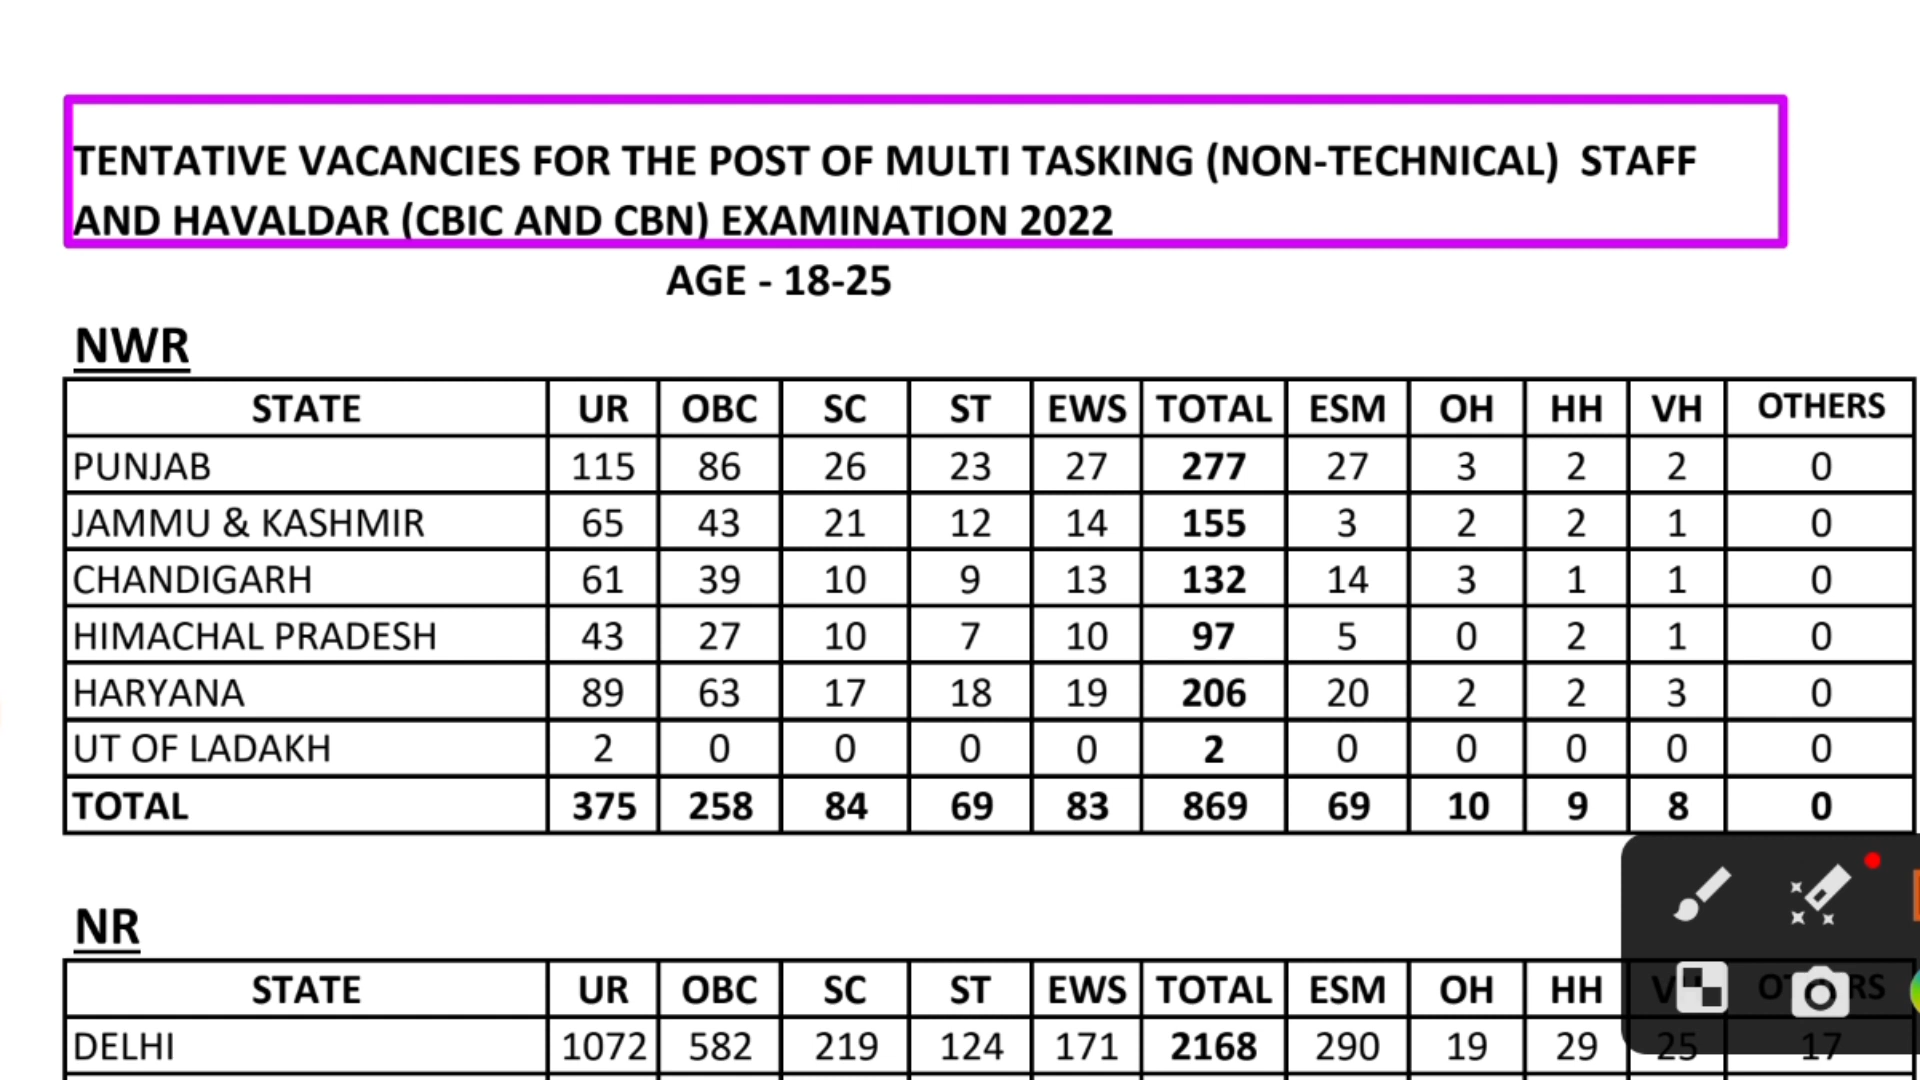 TENTATIVE VACANCIES FOR THE POST OF MULTI TASKING (NON-TECHNICAL) STAFF
AND HAVALDAR (CBIC AND CBN) EXAMINATION 2022
AGE - 18-25
NWR
STATE UR OBC SC ST EWS TOTAL ESM OH HH VH OTHERS
PUNJAB 115 86 26 23 27 277 27 3 2 2 0
JAMMU & KASHMIR 65 43 21 12 14 155 3 2 2 1 0
CHANDIGARH 61 39 10 9 13 132 14 3 1 1 0
HIMACHAL PRADESH 43 27 10 7 10 97 5 0 2 1 0
HARYANA 89 63 17 18 19 206 20 2 2 3 0
UT OF LADAKH 2 0 0 0 0 2 0 0 0 0 0
TOTAL 375 258 84 69 83 869 69 10 9 8 0
NR
STATE UR OBC SC ST EWS TOTAL ESM OH HH
DELHI 1072 582 219 124 171 2168 290 19 29 25 17